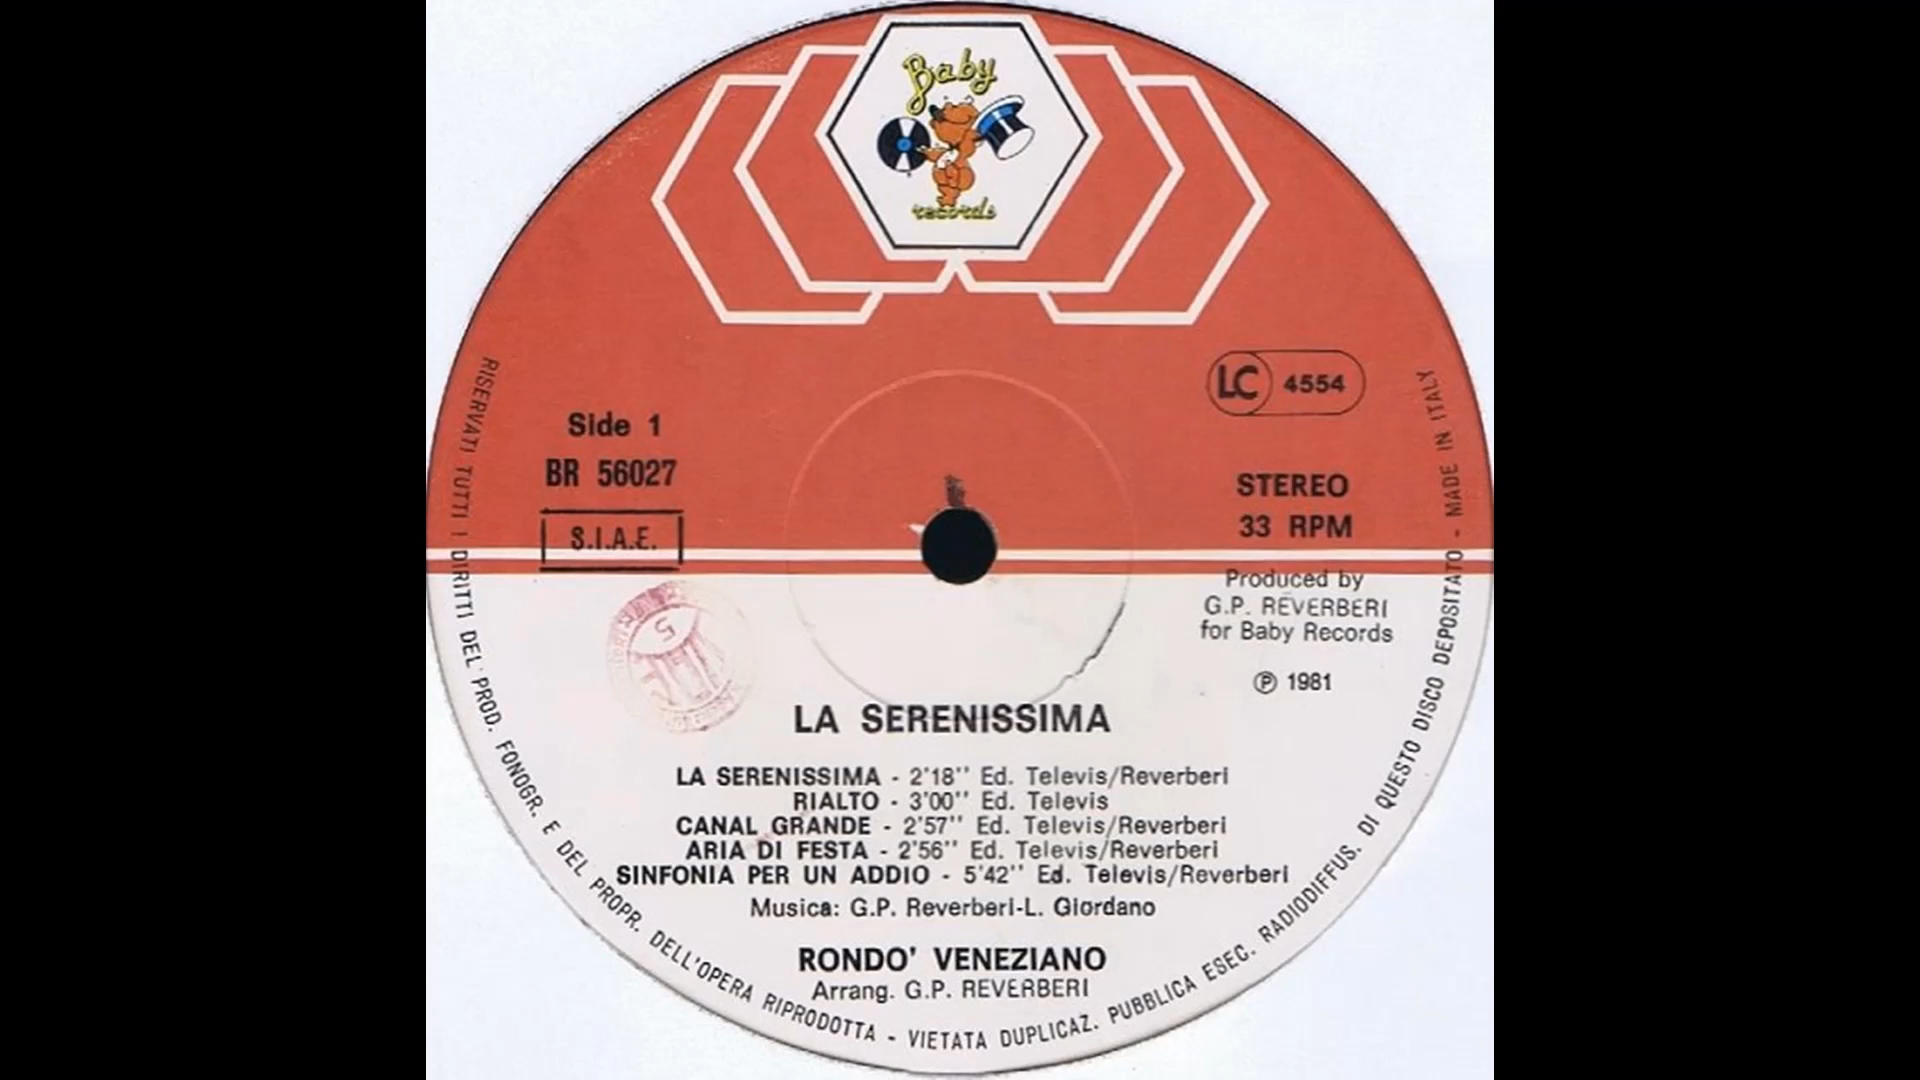 Baby
records
LC 4554
Side 1
BR 56027
S.I.A.E.
STEREO
33 RPM
Produced by
G.P. REVERBERI
for Baby Records
℗ 1981
5
LA SERENISSIMA
LA SERENISSIMA - 2'18'' Ed. Televis/Reverberi
RIALTO - 3'00'' Ed. Televis
CANAL GRANDE - 2'57'' Ed. Televis/Reverberi
ARIA DI FESTA - 2'56'' Ed. Televis/Reverberi
SINFONIA PER UN ADDIO - 5'42'' Ed. Televis/Reverberi
Musica: G.P. Reverberi-L. Giordano
RONDO' VENEZIANO
Arrang. G.P. REVERBERI
RISERVATI TUTTI I DIRITTI DEL PROD. FONOGR. E DEL PROPR. DELL'OPERA RIPRODOTTA - VIETATA DUPLICAZ. PUBBLICA ESEC. RADIODIFFUS. DI QUESTO DISCO DEPOSITATO - MADE IN ITALY